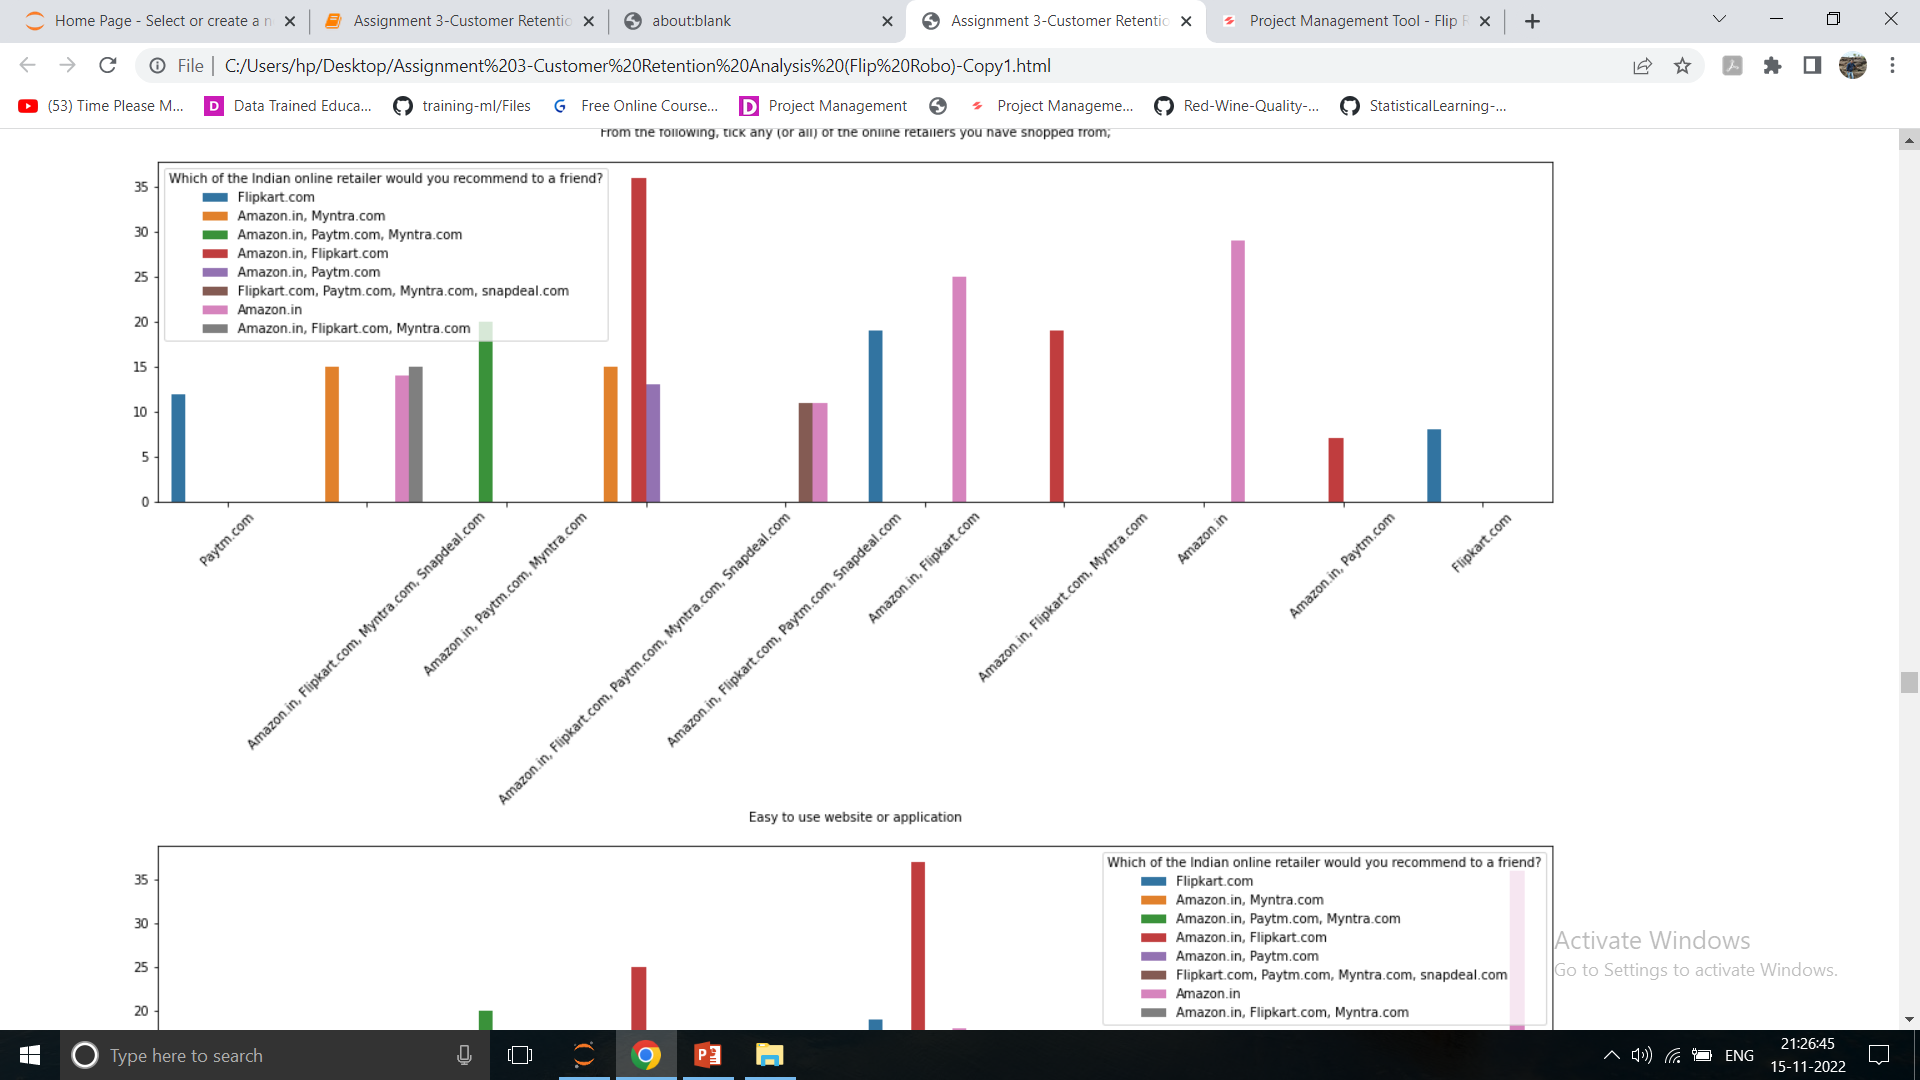 Home Page - Select or create a n
Assignment 3-Customer Retentio
about:blank
Assignment 3-Customer Retentio
Project Management Tool - Flip R
File
C:/Users/hp/Desktop/Assignment%203-Customer%20Retention%20Analysis%20(Flip%20Robo)-Copy1.html
(53) Time Please M...
Data Trained Educa...
training-ml/Files
Free Online Course...
Project Management
Project Manageme...
Red-Wine-Quality-...
StatisticalLearning-...
From the following, tick any (or all) of the online retailers you have shopped from;
Which of the Indian online retailer would you recommend to a friend?
Flipkart.com
Amazon.in, Myntra.com
Amazon.in, Paytm.com, Myntra.com
Amazon.in, Flipkart.com
Amazon.in, Paytm.com
Flipkart.com, Paytm.com, Myntra.com, snapdeal.com
Amazon.in
Amazon.in, Flipkart.com, Myntra.com
35
30
25
20
15
10
5
0
Paytm.com
Amazon.in, Flipkart.com, Myntra.com, Snapdeal.com
Amazon.in, Paytm.com, Myntra.com
Amazon.in, Flipkart.com, Paytm.com, Myntra.com, Snapdeal.com
Amazon.in, Flipkart.com, Paytm.com, Snapdeal.com
Amazon.in, Flipkart.com
Amazon.in, Flipkart.com, Myntra.com
Amazon.in
Amazon.in, Paytm.com
Flipkart.com
Easy to use website or application
35
30
25
20
Which of the Indian online retailer would you recommend to a friend?
Flipkart.com
Amazon.in, Myntra.com
Amazon.in, Paytm.com, Myntra.com
Amazon.in, Flipkart.com
Amazon.in, Paytm.com
Flipkart.com, Paytm.com, Myntra.com, snapdeal.com
Amazon.in
Amazon.in, Flipkart.com, Myntra.com
Activate Windows
Go to Settings to activate Windows.
Type here to search
ENG
21:26:45
15-11-2022